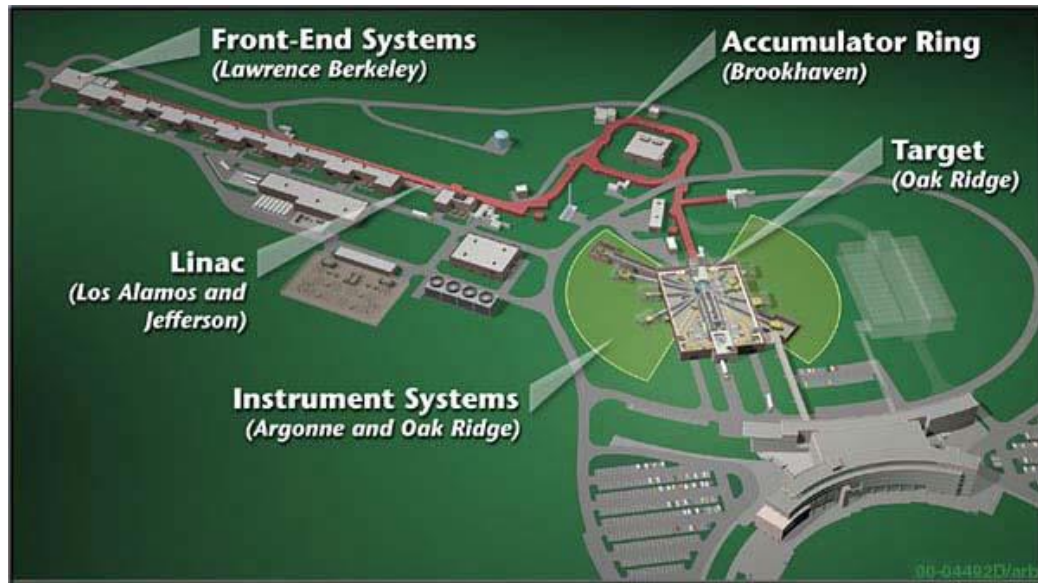 Front-End Systems
(Lawrence Berkeley)
Accumulator Ring
(Brookhaven)
Target
(Oak Ridge)
Linac
(Los Alamos and
Jefferson)
Instrument Systems
(Argonne and Oak Ridge)